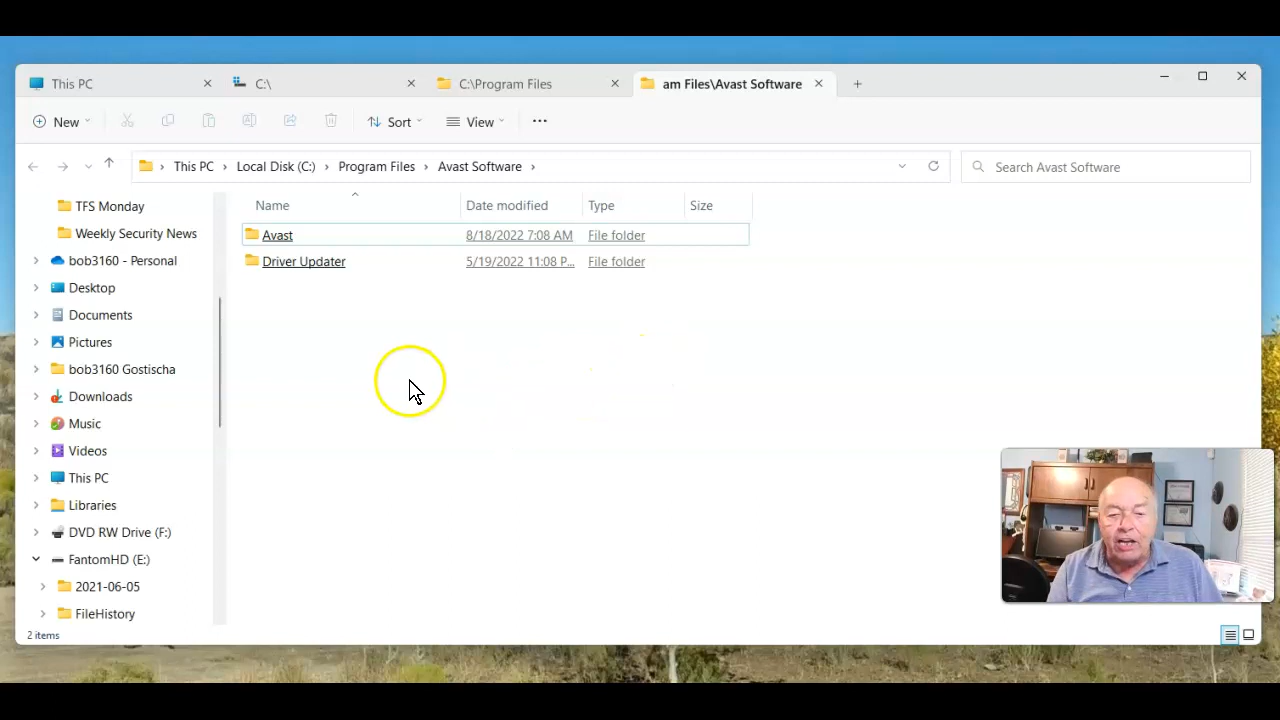 This PC
C:\
C:\Program Files
am Files\Avast Software
New
Sort
View
This PC > Local Disk (C:) > Program Files > Avast Software >
Search Avast Software
Name
Date modified
Type
Size
Avast
8/18/2022 7:08 AM
File folder
Driver Updater
5/19/2022 11:08 P...
File folder
TFS Monday
Weekly Security News
bob3160 - Personal
Desktop
Documents
Pictures
bob3160 Gostischa
Downloads
Music
Videos
This PC
Libraries
DVD RW Drive (F:)
FantomHD (E:)
2021-06-05
FileHistory
2 items